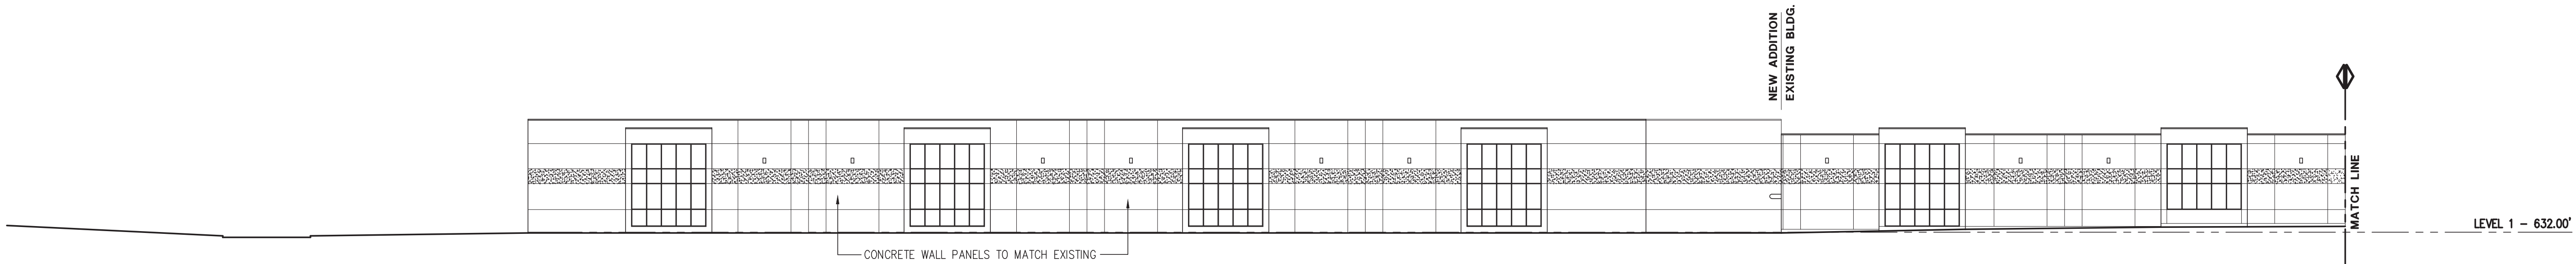 NEW ADDITION
EXISTING BLDG.
MATCH LINE
LEVEL 1 – 632.00'
CONCRETE WALL PANELS TO MATCH EXISTING